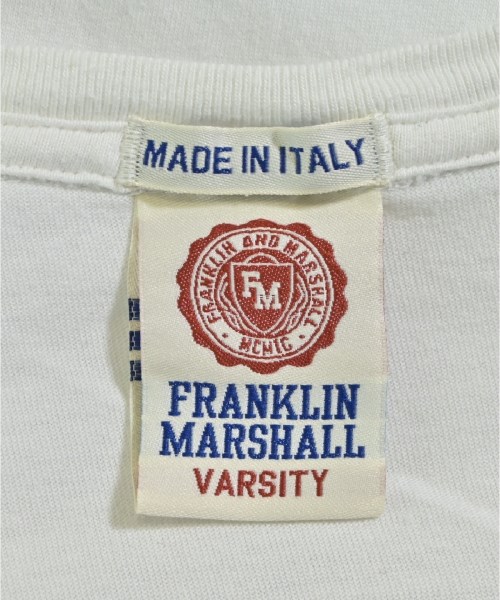 MADE IN ITALY
FRANKLIN AND MARSHALL
FM
MCMIC
FRANKLIN
MARSHALL
VARSITY